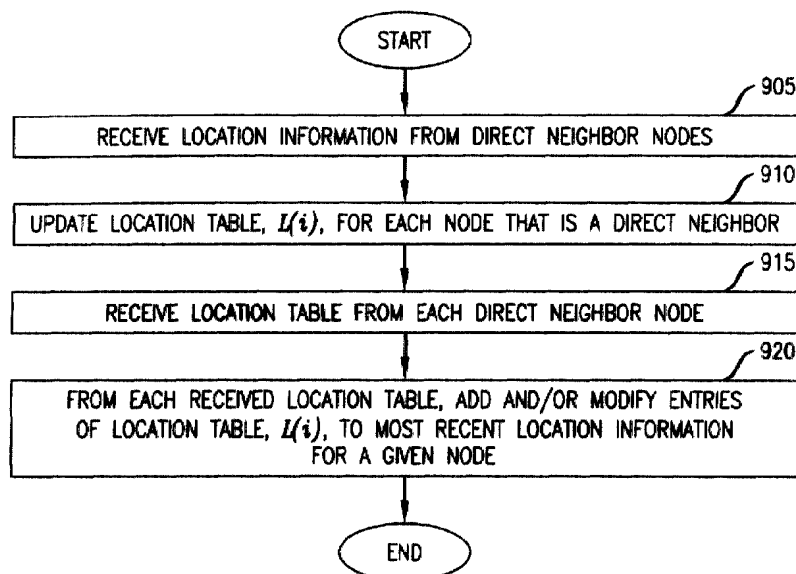 START
905
RECEIVE LOCATION INFORMATION FROM DIRECT NEIGHBOR NODES
910
UPDATE LOCATION TABLE, L(i), FOR EACH NODE THAT IS A DIRECT NEIGHBOR
915
RECEIVE LOCATION TABLE FROM EACH DIRECT NEIGHBOR NODE
920
FROM EACH RECEIVED LOCATION TABLE, ADD AND/OR MODIFY ENTRIES
OF LOCATION TABLE, L(i), TO MOST RECENT LOCATION INFORMATION
FOR A GIVEN NODE
END